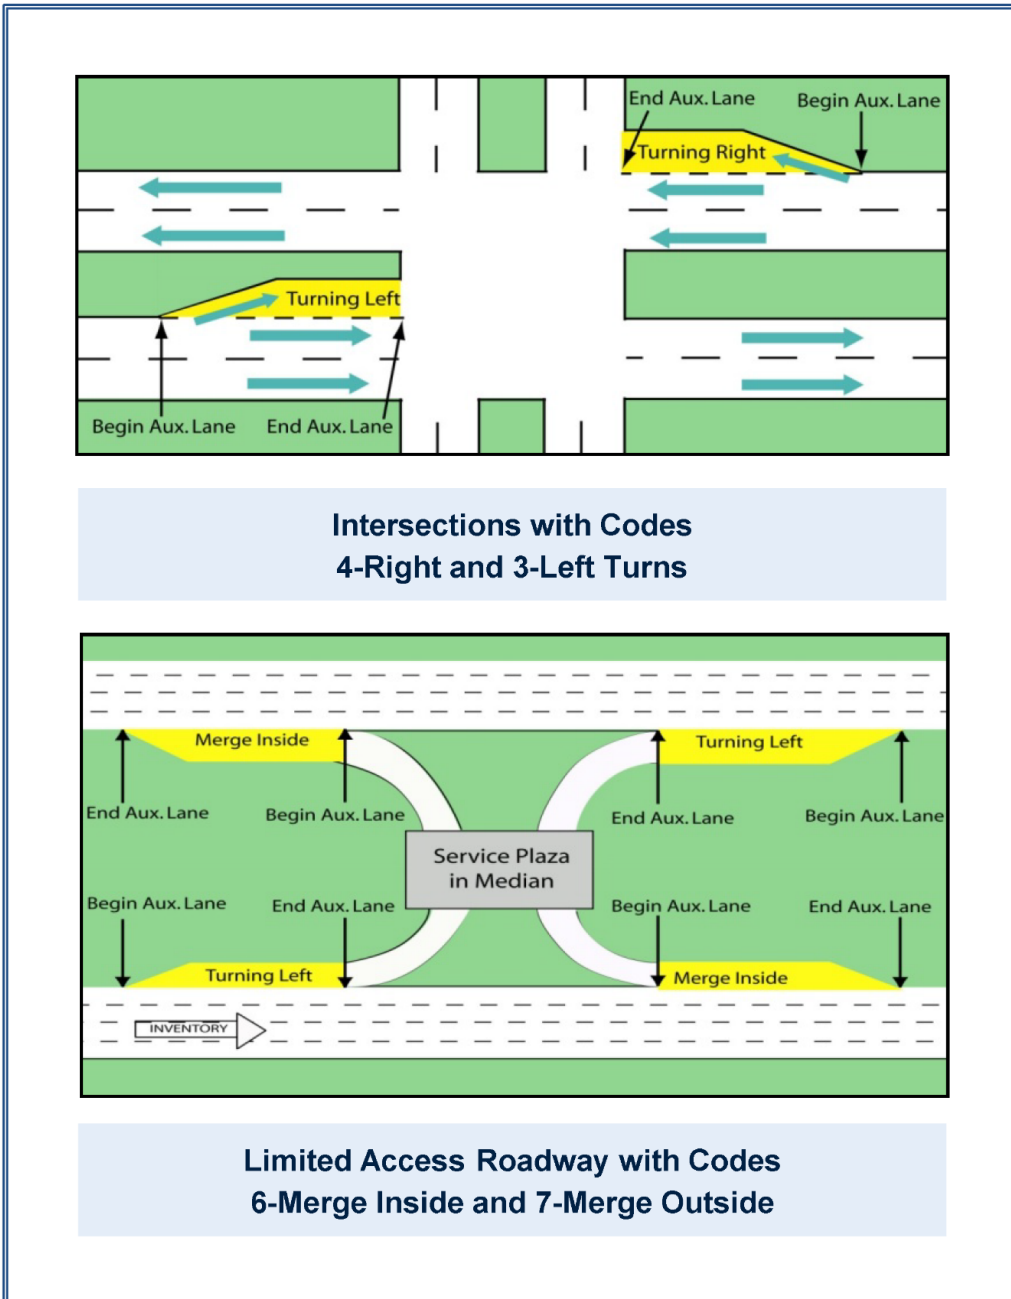 End Aux. Lane
Begin Aux. Lane
Turning Right
Turning Left
Begin Aux. Lane
End Aux. Lane
Intersections with Codes
4-Right and 3-Left Turns
Merge Inside
Turning Left
End Aux. Lane
Begin Aux. Lane
End Aux. Lane
Begin Aux. Lane
Service Plaza
in Median
Begin Aux. Lane
End Aux. Lane
Begin Aux. Lane
End Aux. Lane
Turning Left
Merge Inside
INVENTORY
Limited Access Roadway with Codes
6-Merge Inside and 7-Merge Outside